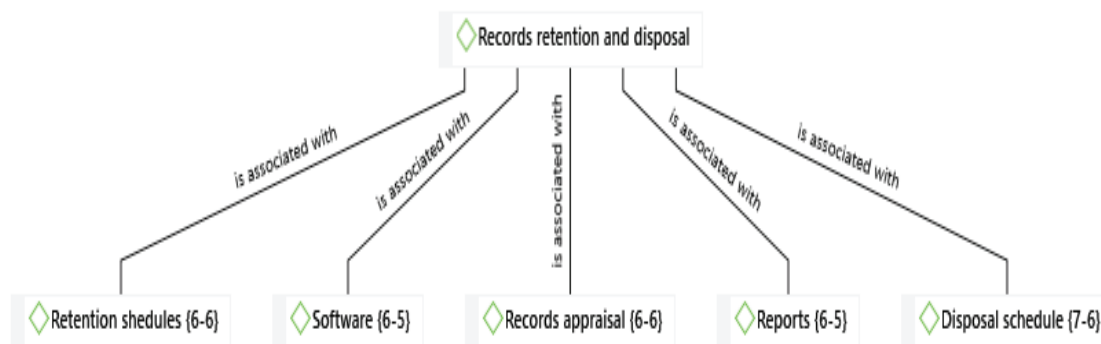 Records retention and disposal
is associated with
is associated with
is associated with
is associated with
is associated with
Retention shedules {6-6}
Software {6-5}
Records appraisal {6-6}
Reports {6-5}
Disposal schedule {7-6}